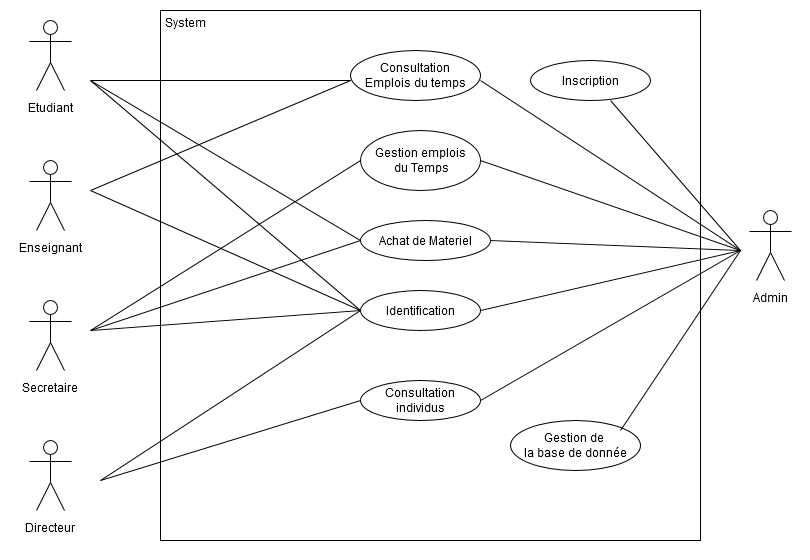 System
Etudiant
Consultation
Emplois du temps
Inscription
Gestion emplois
du Temps
Enseignant
Achat de Materiel
Admin
Identification
Secretaire
Consultation
individus
Gestion de
la base de donnée
Directeur